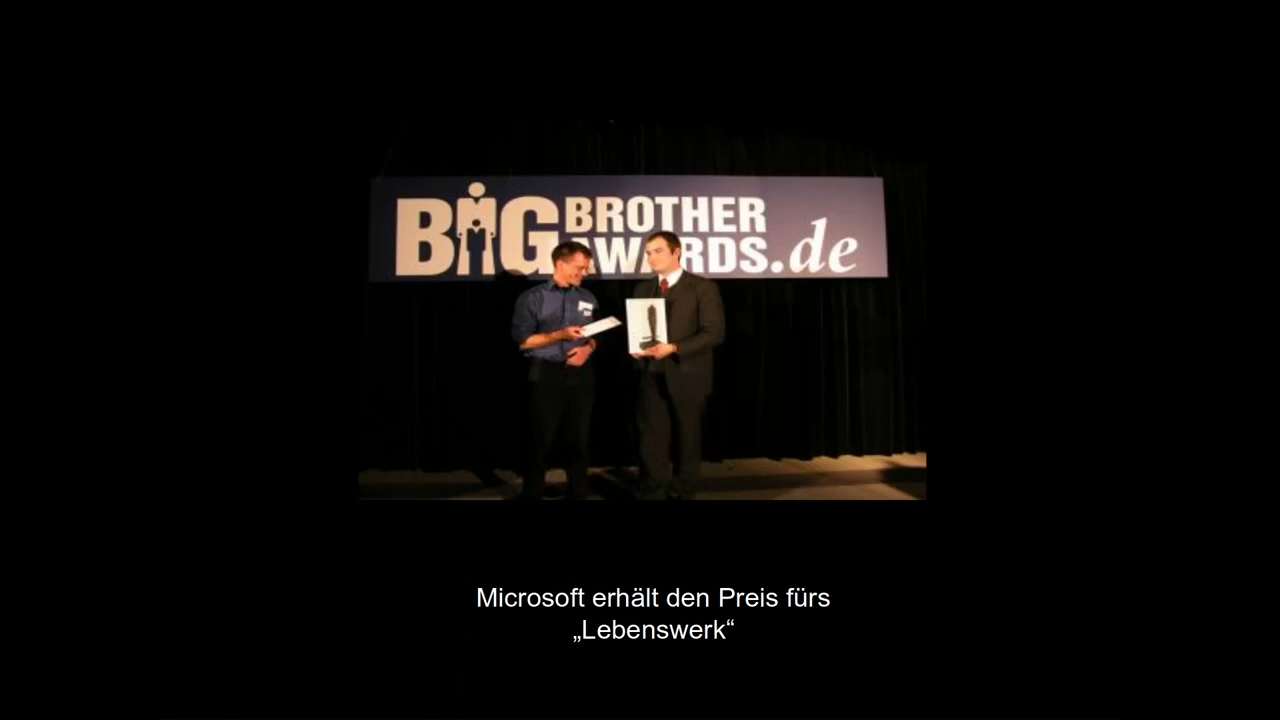 BIG BROTHER
AWARDS.de
Microsoft erhält den Preis fürs
„Lebenswerk“